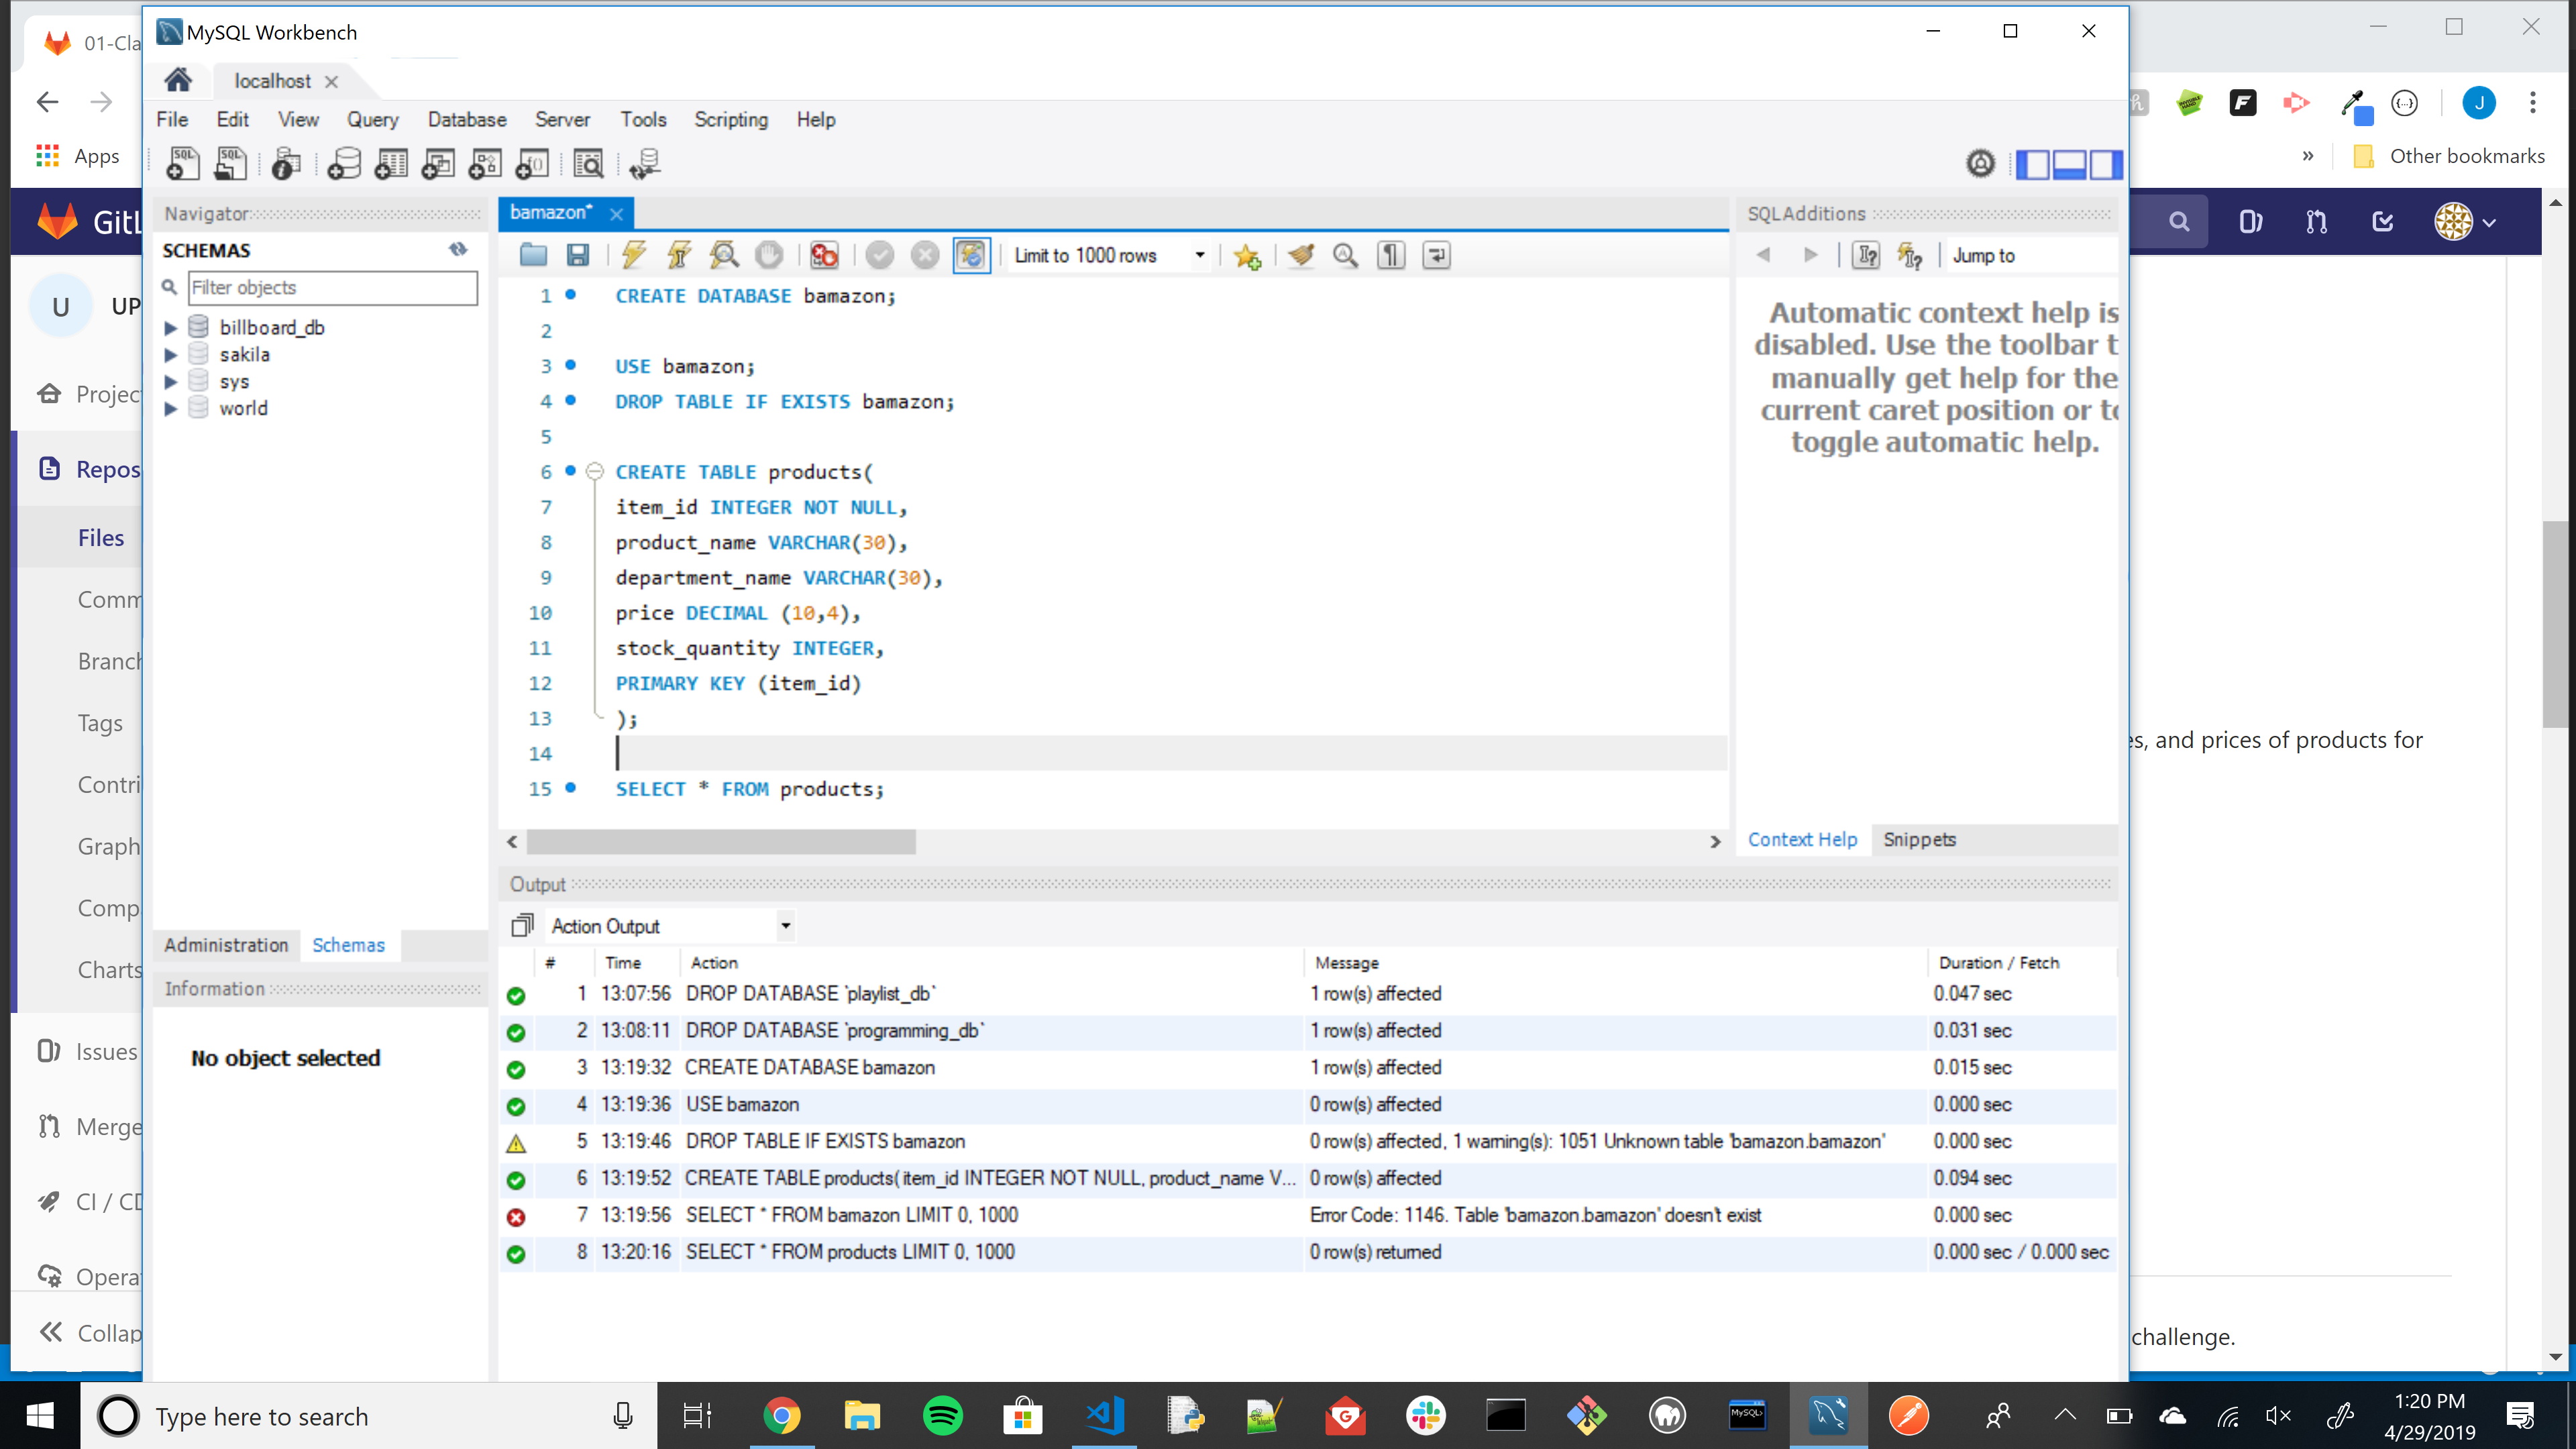 01-Cla
MySQL Workbench
localhost
File Edit View Query Database Server Tools Scripting Help
Apps
Other bookmarks
GitL
Navigator
SCHEMAS
Filter objects
billboard_db
sakila
sys
world
U UP
Projec
Repos
Files
Comm
Branch
Tags
Contri
Graph
Comp
Charts
Issues
Merge
CI / CD
Operat
Collap
Administration Schemas
Information
No object selected
bamazon*
Limit to 1000 rows
1 CREATE DATABASE bamazon;
2
3 USE bamazon;
4 DROP TABLE IF EXISTS bamazon;
5
6 CREATE TABLE products(
7 item_id INTEGER NOT NULL,
8 product_name VARCHAR(30),
9 department_name VARCHAR(30),
10 price DECIMAL (10,4),
11 stock_quantity INTEGER,
12 PRIMARY KEY (item_id)
13 );
14
15 SELECT * FROM products;
SQLAdditions
Jump to
Automatic context help is
disabled. Use the toolbar t
manually get help for the
current caret position or to
toggle automatic help.
Context Help Snippets
Output
Action Output
# Time Action Message Duration / Fetch
1 13:07:56 DROP DATABASE `playlist_db` 1 row(s) affected 0.047 sec
2 13:08:11 DROP DATABASE `programming_db` 1 row(s) affected 0.031 sec
3 13:19:32 CREATE DATABASE bamazon 1 row(s) affected 0.015 sec
4 13:19:36 USE bamazon 0 row(s) affected 0.000 sec
5 13:19:46 DROP TABLE IF EXISTS bamazon 0 row(s) affected, 1 warning(s): 1051 Unknown table 'bamazon.bamazon' 0.000 sec
6 13:19:52 CREATE TABLE products( item_id INTEGER NOT NULL, product_name V... 0 row(s) affected 0.094 sec
7 13:19:56 SELECT * FROM bamazon LIMIT 0, 1000 Error Code: 1146. Table 'bamazon.bamazon' doesn't exist 0.000 sec
8 13:20:16 SELECT * FROM products LIMIT 0, 1000 0 row(s) returned 0.000 sec / 0.000 sec
es, and prices of products for
challenge.
Type here to search
1:20 PM
4/29/2019